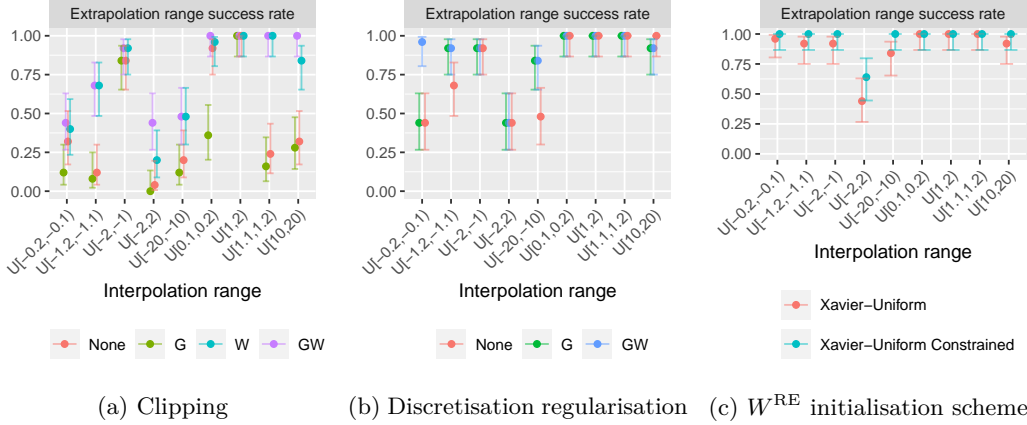 Extrapolation range success rate
1.00
0.75
0.50
0.25
0.00
U[−0.2,−0.1)
U[−1.2,−1.1)
U[−2,−1)
U[−2,2)
U[−20,−10)
U[0.1,0.2)
U[1,2)
U[1.1,1.2)
U[10,20)
Interpolation range
None
G
W
GW
(a) Clipping
Extrapolation range success rate
1.00
0.75
0.50
0.25
0.00
U[−0.2,−0.1)
U[−1.2,−1.1)
U[−2,−1)
U[−2,2)
U[−20,−10)
U[0.1,0.2)
U[1,2)
U[1.1,1.2)
U[10,20)
Interpolation range
None
G
GW
(b) Discretisation regularisation
Extrapolation range success rate
1.00
0.75
0.50
0.25
0.00
U[−0.2,−0.1)
U[−1.2,−1.1)
U[−2,−1)
U[−2,2)
U[−20,−10)
U[0.1,0.2)
U[1,2)
U[1.1,1.2)
U[10,20)
Interpolation range
Xavier−Uniform
Xavier−Uniform Constrained
(c) W^RE initialisation scheme